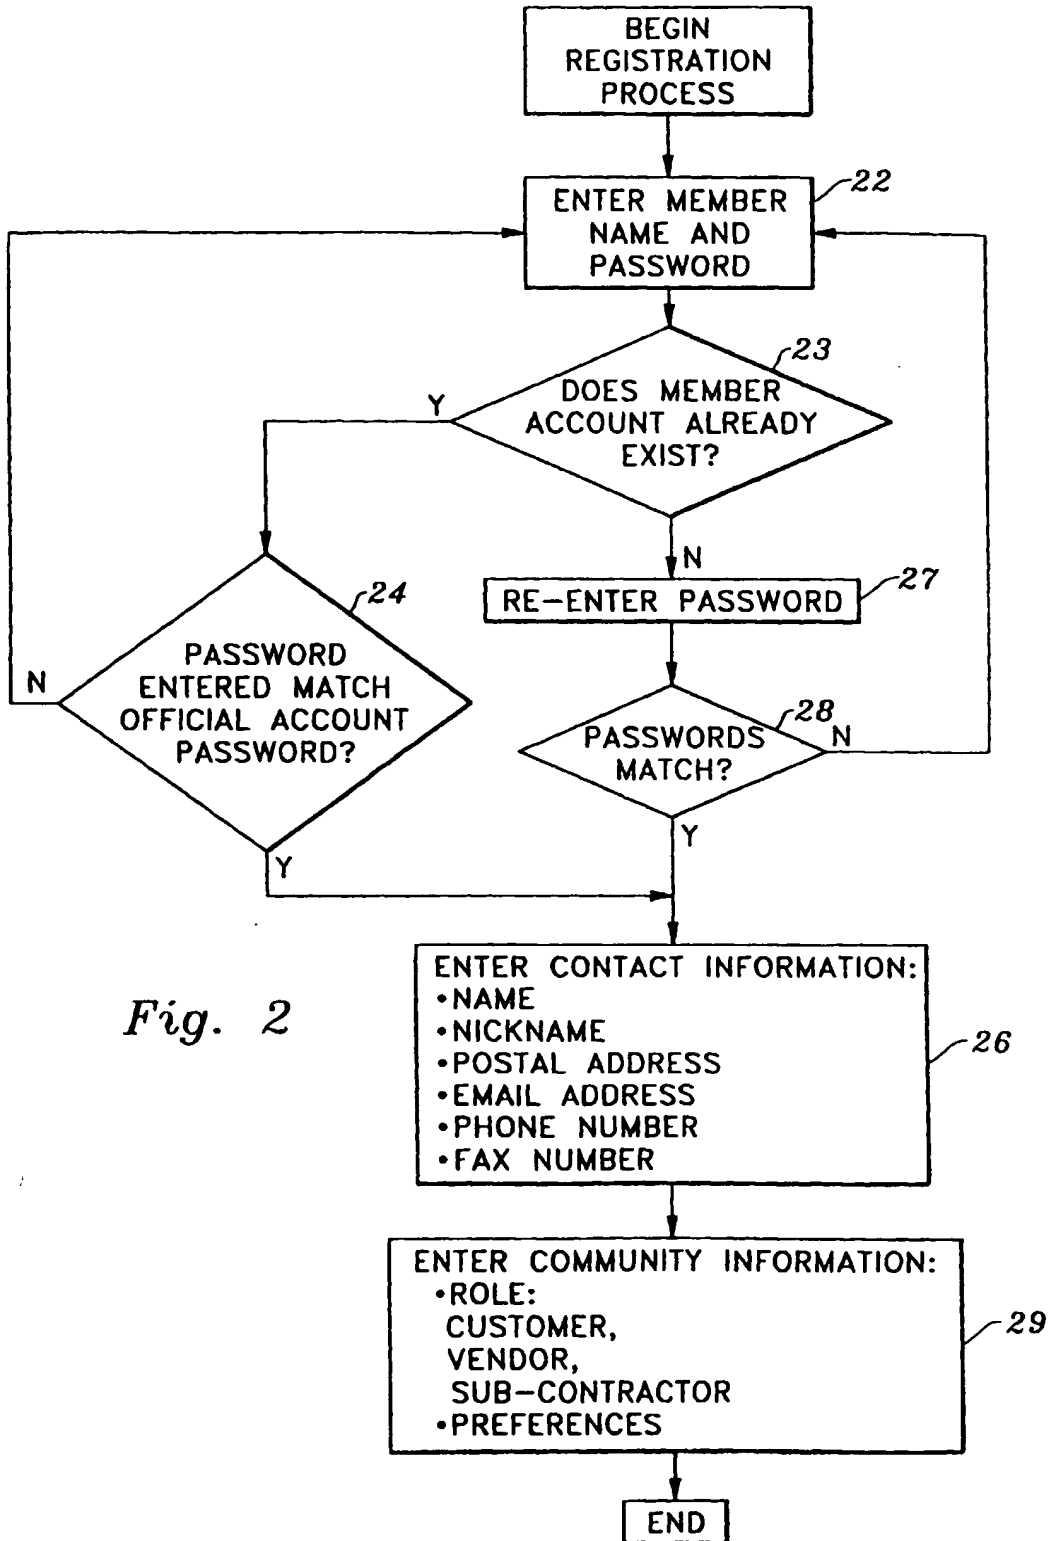 BEGIN
REGISTRATION
PROCESS
22
ENTER MEMBER
NAME AND
PASSWORD
23
DOES MEMBER
ACCOUNT ALREADY
EXIST?
Y
N
27
RE-ENTER PASSWORD
24
PASSWORD
ENTERED MATCH
OFFICIAL ACCOUNT
PASSWORD?
N
Y
28
PASSWORDS
MATCH?
N
Y
ENTER CONTACT INFORMATION:
•NAME
•NICKNAME
•POSTAL ADDRESS
•EMAIL ADDRESS
•PHONE NUMBER
•FAX NUMBER
26
Fig. 2
ENTER COMMUNITY INFORMATION:
•ROLE:
CUSTOMER,
VENDOR,
SUB-CONTRACTOR
•PREFERENCES
29
END